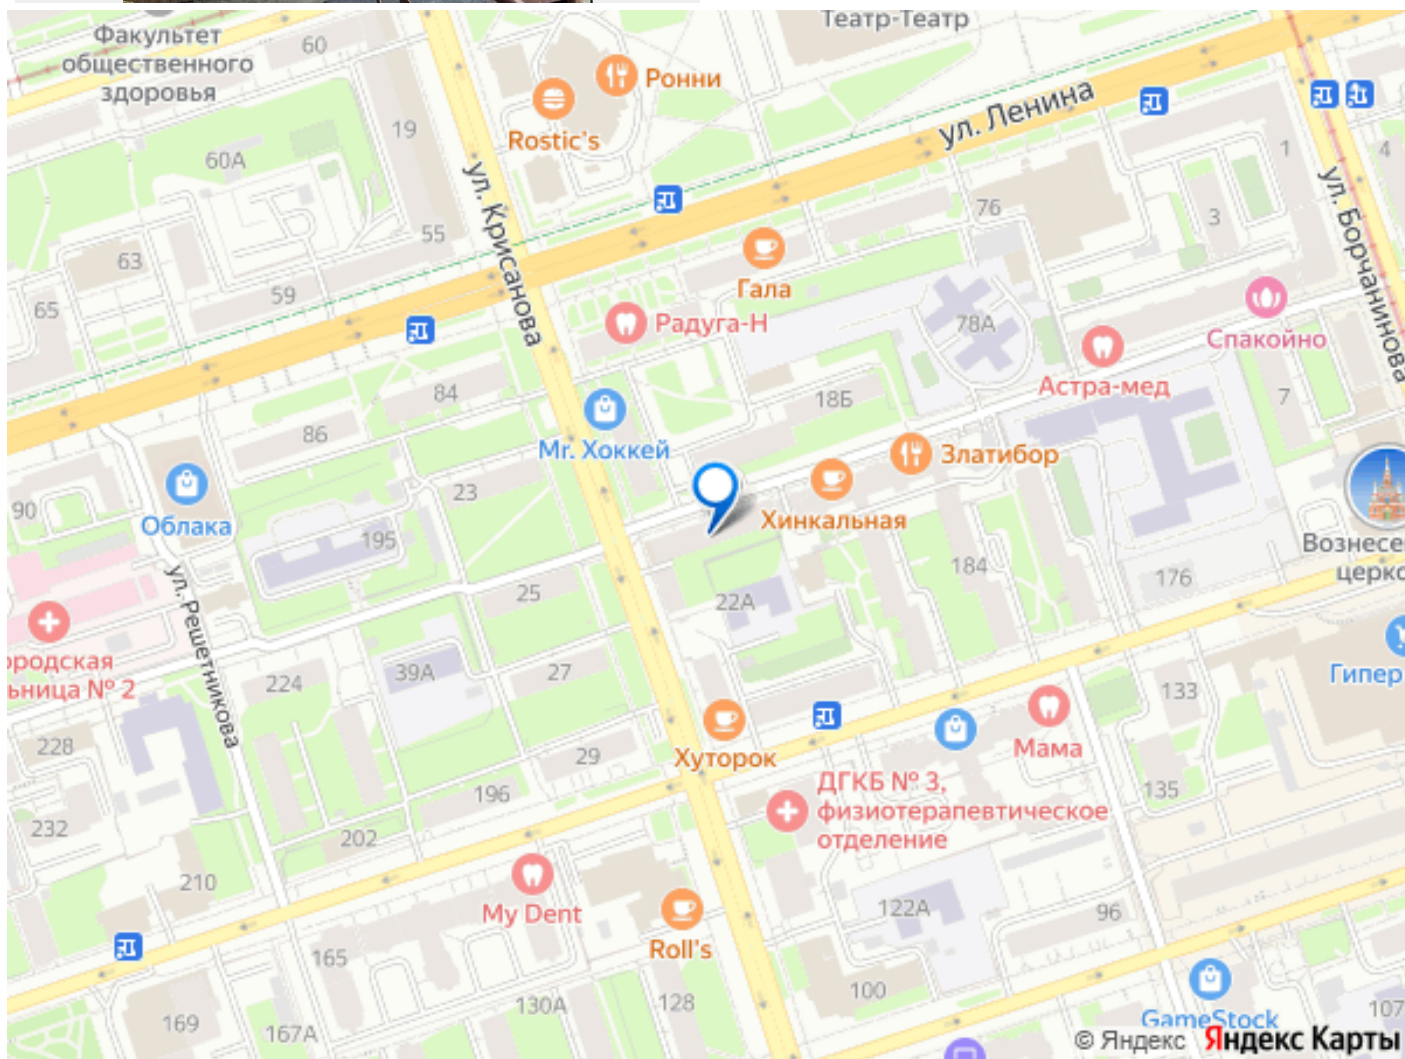 Театр-Театр
Факультет
общественного
здоровья
60
Ронни
Rostic's
ул. Ленина
19
60А
1
4
ул. Крисанова
ул. Борчанинова
76
3
55
63
59
65
Гала
Радуга-Н
78А
Спакойно
Астра-мед
84
18Б
7
86
Mr. Хоккей
Златибор
23
90
Облака
195
Хинкальная
Вознесе
церко
ул. Решетникова
25
22А
184
176
ородская
ьница № 2
39А
27
224
133
Гипер
228
29
Хуторок
Мама
196
ДГКБ № 3,
физиотерапевтическое
отделение
135
232
202
210
My Dent
122А
96
Roll's
165
130А
128
100
169
167А
GameStock
107
© Яндекс Яндекс Карты